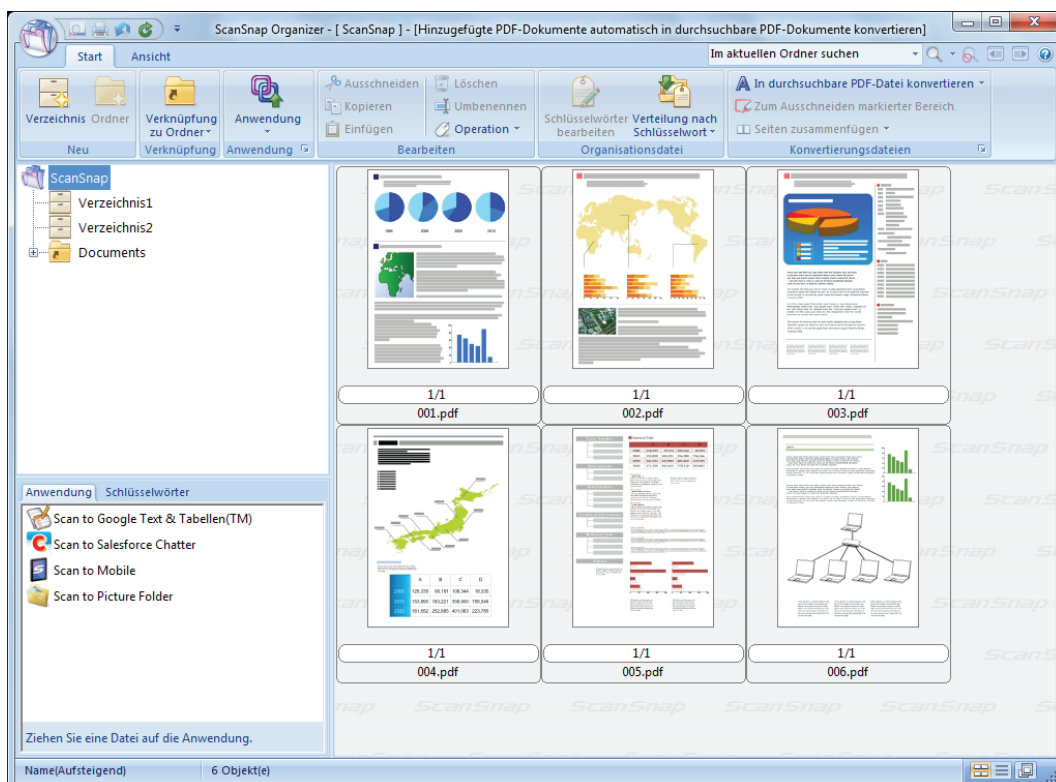 ScanSnap Organizer - [ ScanSnap ] - [Hinzugefügte PDF-Dokumente automatisch in durchsuchbare PDF-Dokumente konvertieren]
Start Ansicht
Im aktuellen Ordner suchen
Verzeichnis Ordner
Neu
Verknüpfung
zu Ordner
Verknüpfung
Anwendung
Anwendung
Ausschneiden
Kopieren
Einfügen
Löschen
Umbenennen
Operation
Bearbeiten
Schlüsselwörter
bearbeiten
Verteilung nach
Schlüsselwort
Organisationsdatei
In durchsuchbare PDF-Datei konvertieren
Zum Ausschneiden markierter Bereich
Seiten zusammenfügen
Konvertierungsdateien
ScanSnap
Verzeichnis1
Verzeichnis2
Documents
1/1
001.pdf
1/1
002.pdf
1/1
003.pdf
1/1
004.pdf
1/1
005.pdf
1/1
006.pdf
Anwendung Schlüsselwörter
Scan to Google Text & Tabellen(TM)
Scan to Salesforce Chatter
Scan to Mobile
Scan to Picture Folder
Ziehen Sie eine Datei auf die Anwendung.
Name(Aufsteigend) 6 Objekt(e)